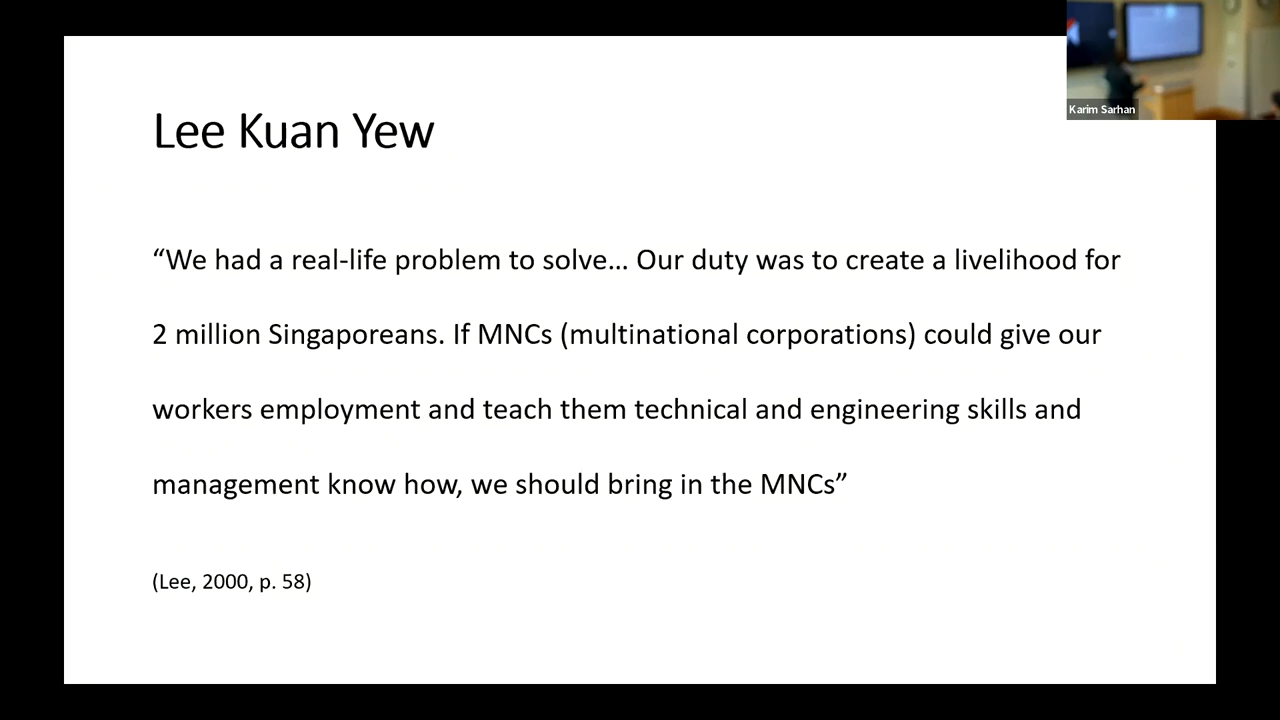 Karim Sarhan
Lee Kuan Yew
“We had a real-life problem to solve… Our duty was to create a livelihood for
2 million Singaporeans. If MNCs (multinational corporations) could give our
workers employment and teach them technical and engineering skills and
management know how, we should bring in the MNCs”
(Lee, 2000, p. 58)